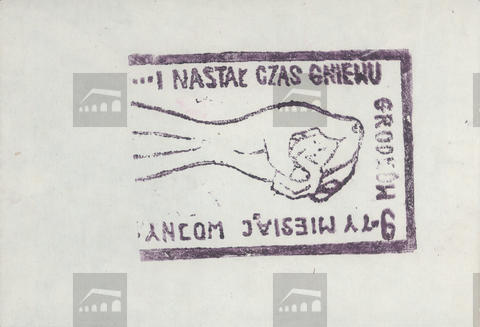 ...I NASTAŁ CZAS GNIEWU
GRODKÓW
9-TY MIESIĄC WOJNY